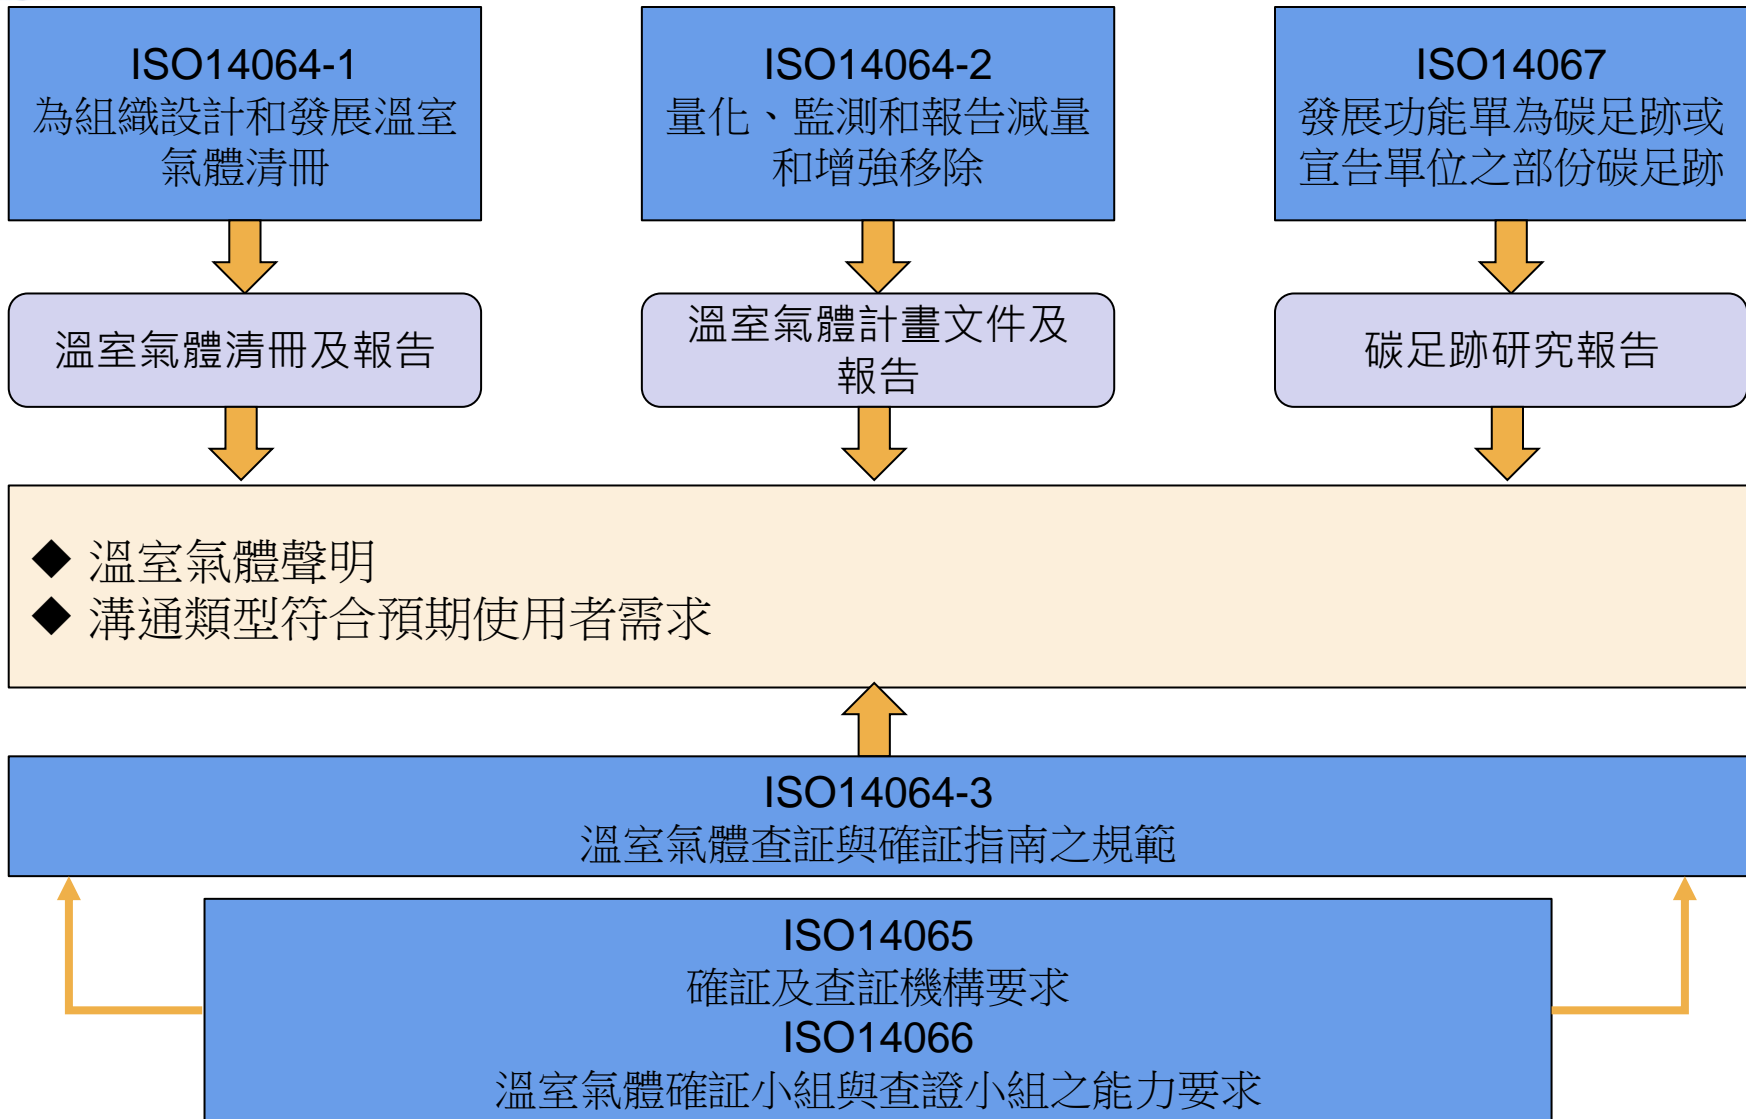 ISO14064-1
為組織設計和發展溫室
氣體清冊
ISO14064-2
量化、監測和報告減量
和增強移除
ISO14067
發展功能單為碳足跡或
宣告單位之部份碳足跡
溫室氣體清冊及報告
溫室氣體計畫文件及
報告
碳足跡研究報告
◆ 溫室氣體聲明
◆ 溝通類型符合預期使用者需求
ISO14064-3
溫室氣體查証與確証指南之規範
ISO14065
確証及查証機構要求
ISO14066
溫室氣體確証小組與查證小組之能力要求